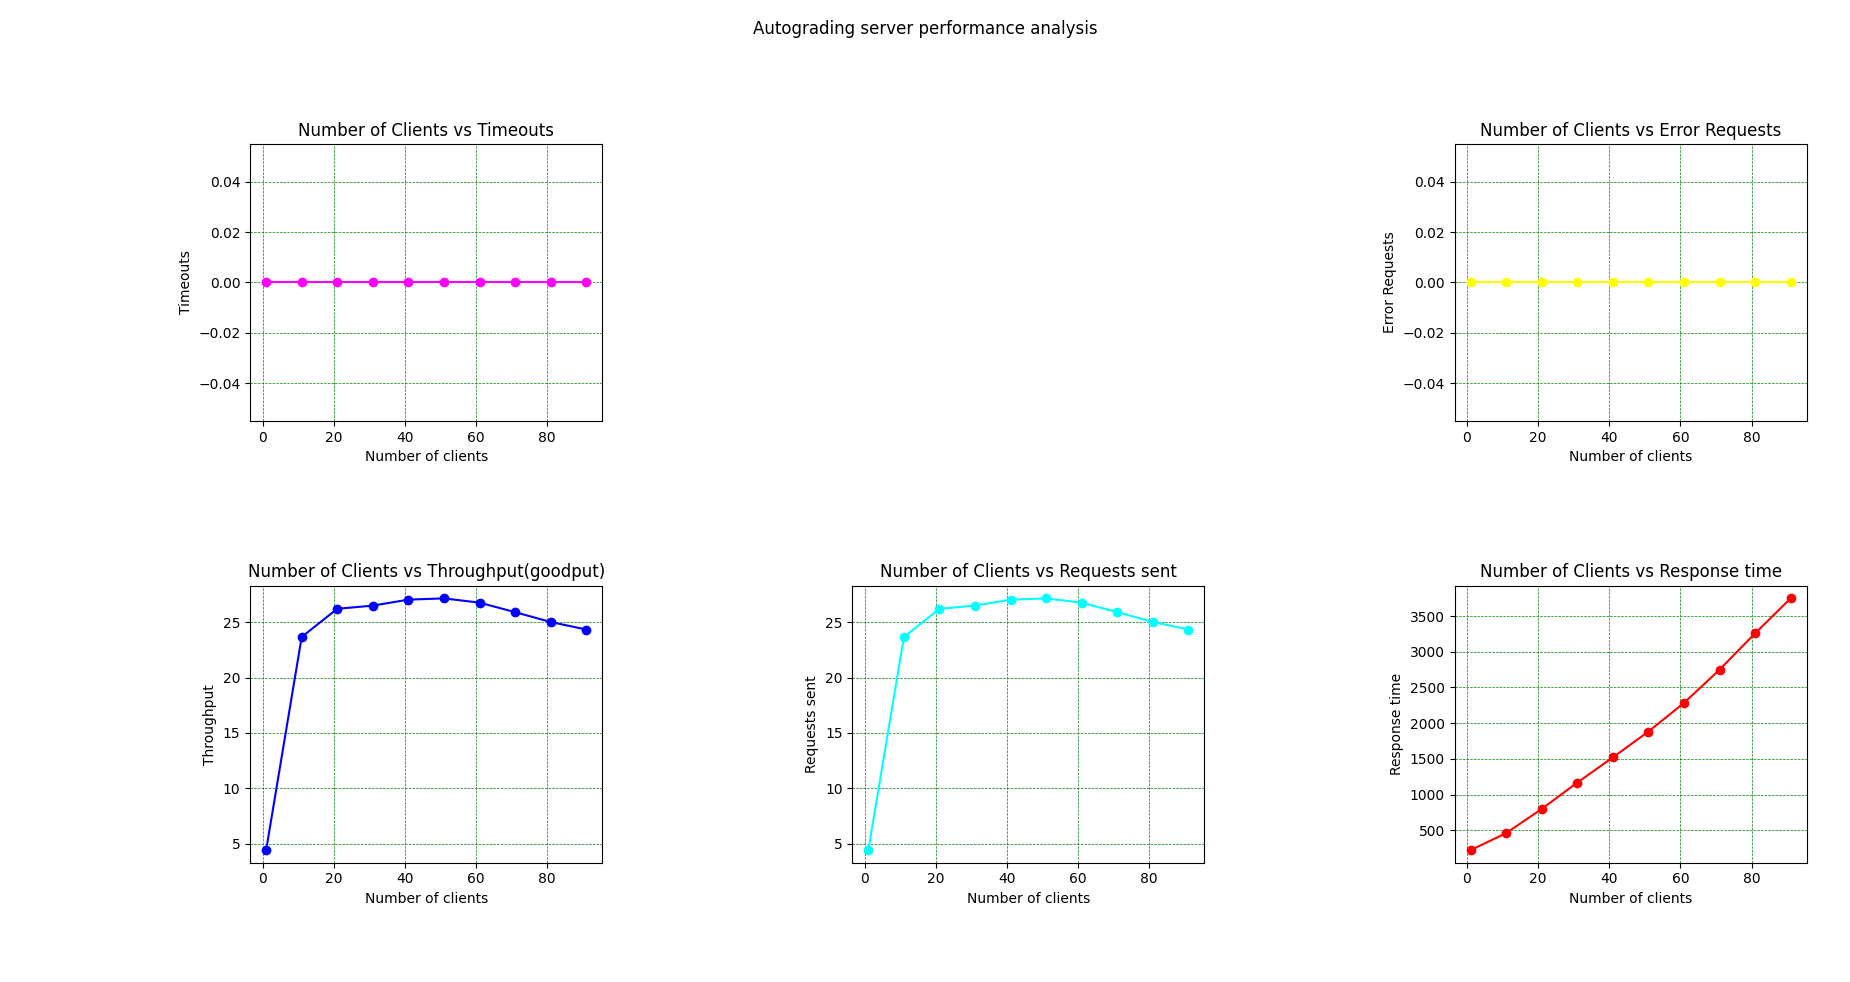 Autograding server performance analysis
Number of Clients vs Timeouts
Timeouts
0.04
0.02
0.00
−0.02
−0.04
0 20 40 60 80
Number of clients
Number of Clients vs Error Requests
Error Requests
0.04
0.02
0.00
−0.02
−0.04
0 20 40 60 80
Number of clients
Number of Clients vs Throughput(goodput)
Throughput
25
20
15
10
5
0 20 40 60 80
Number of clients
Number of Clients vs Requests sent
Requests sent
25
20
15
10
5
0 20 40 60 80
Number of clients
Number of Clients vs Response time
Response time
3500
3000
2500
2000
1500
1000
500
0 20 40 60 80
Number of clients